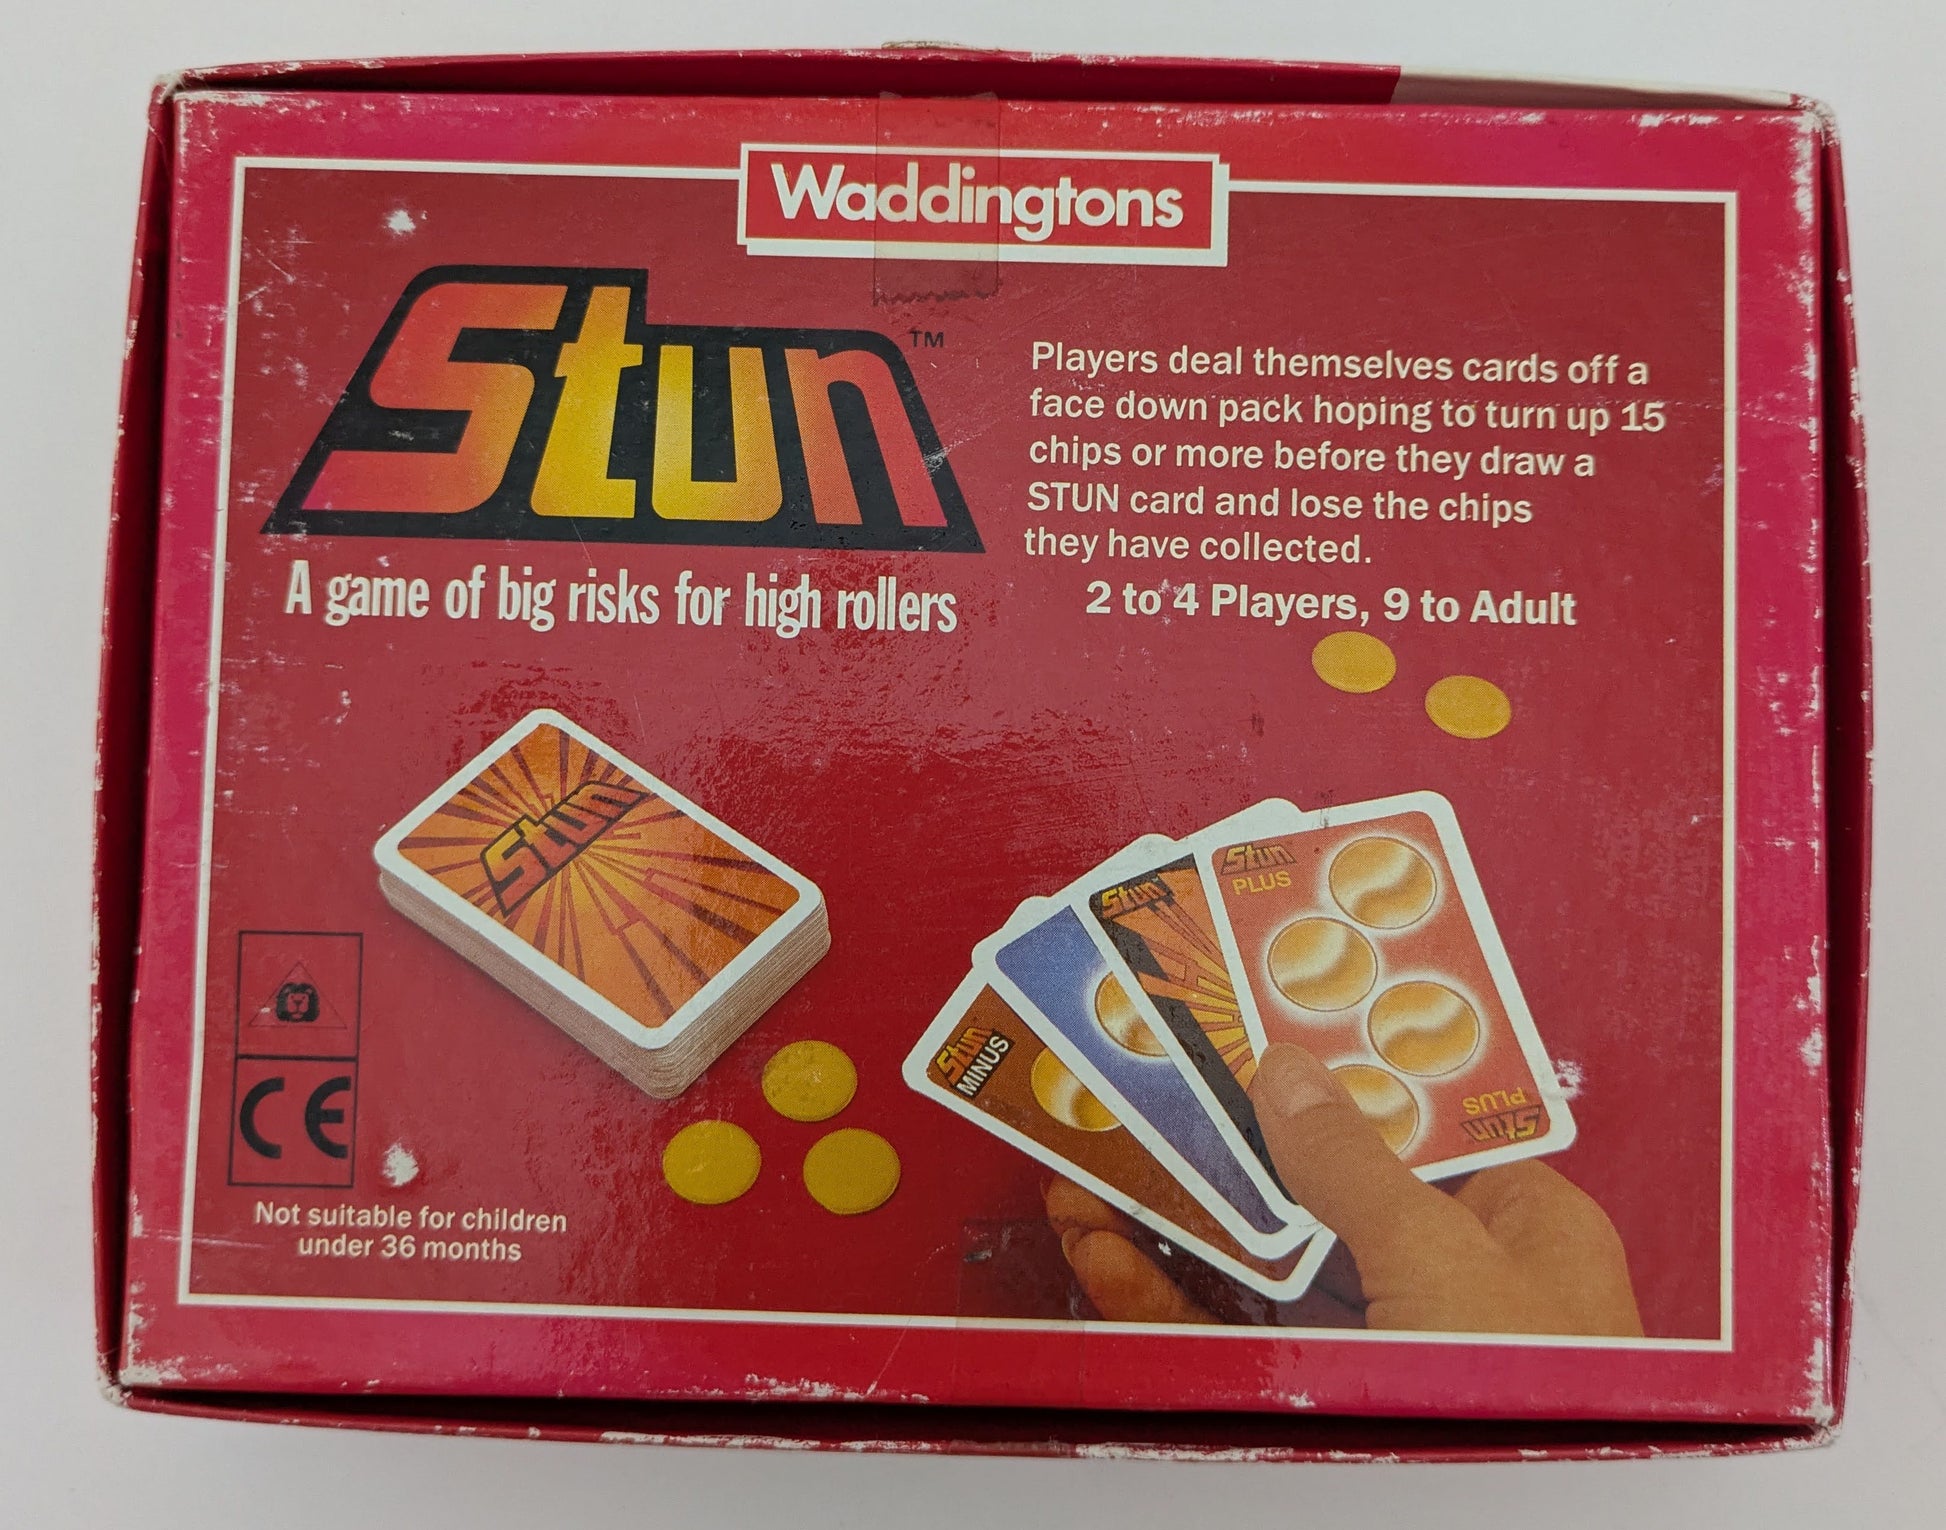 Waddingtons
Stun™
A game of big risks for high rollers
Players deal themselves cards off a
face down pack hoping to turn up 15
chips or more before they draw a
STUN card and lose the chips
they have collected.
2 to 4 Players, 9 to Adult
Stun
Stun
MINUS
Stun
Stun
PLUS
Stun
PLUS
CE
Not suitable for children
under 36 months